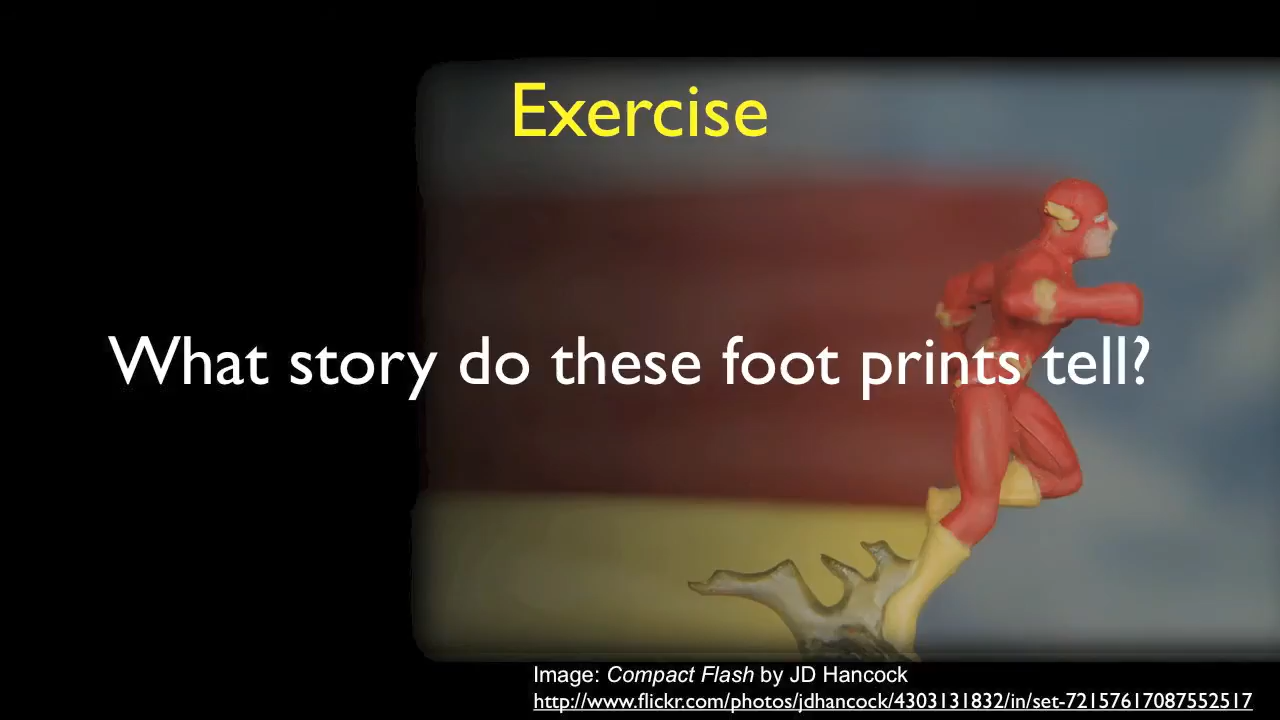 Exercise
What story do these foot prints tell?
Image: Compact Flash by JD Hancock
http://www.flickr.com/photos/jdhancock/4303131832/in/set-72157617087552517